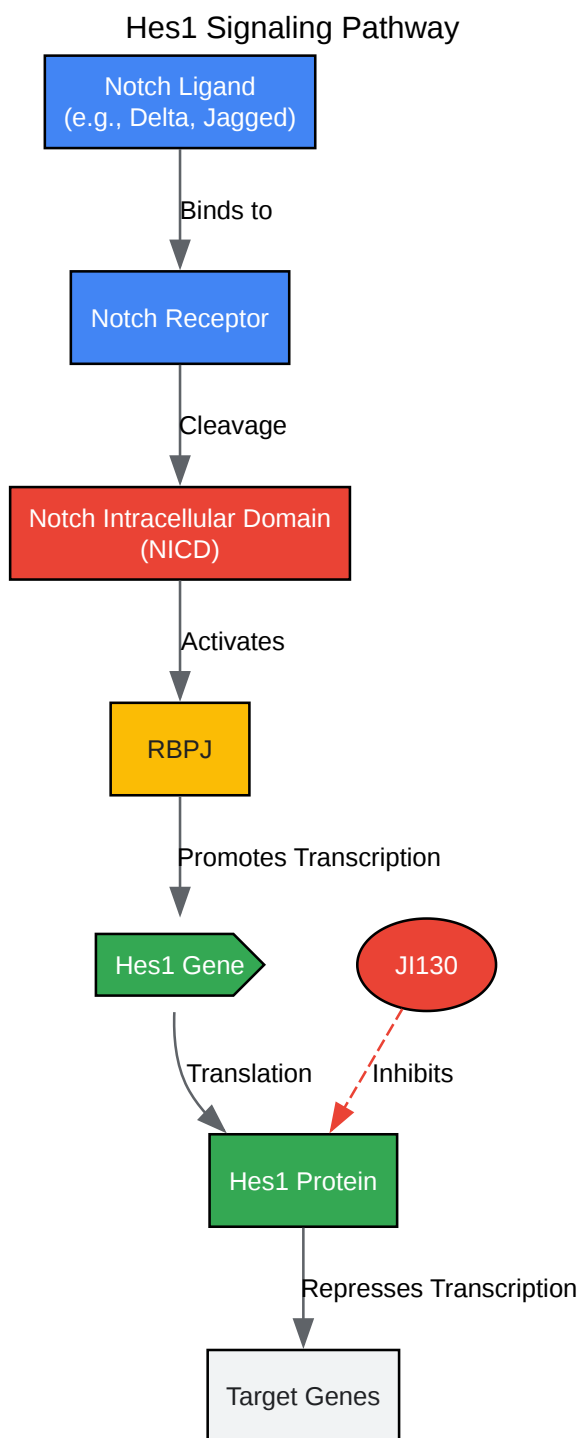 Hes1 Signaling Pathway
Notch Ligand
(e.g., Delta, Jagged)
Binds to
Notch Receptor
Cleavage
Notch Intracellular Domain
(NICD)
Activates
RBPJ
Promotes Transcription
Hes1 Gene
JI130
Translation
Inhibits
Hes1 Protein
Represses Transcription
Target Genes